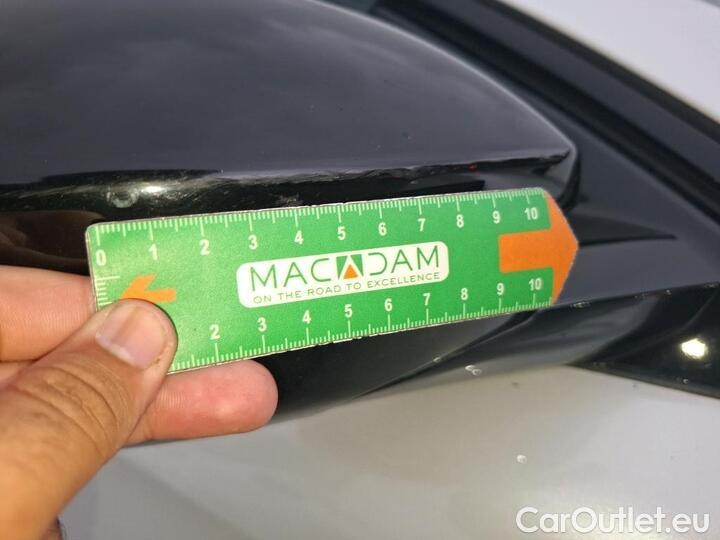 0 1 2 3 4 5 6 7 8 9 10
MACADAM
ON THE ROAD TO EXCELLENCE
2 3 4 5 6 7 8 9 10
CarOutlet.eu